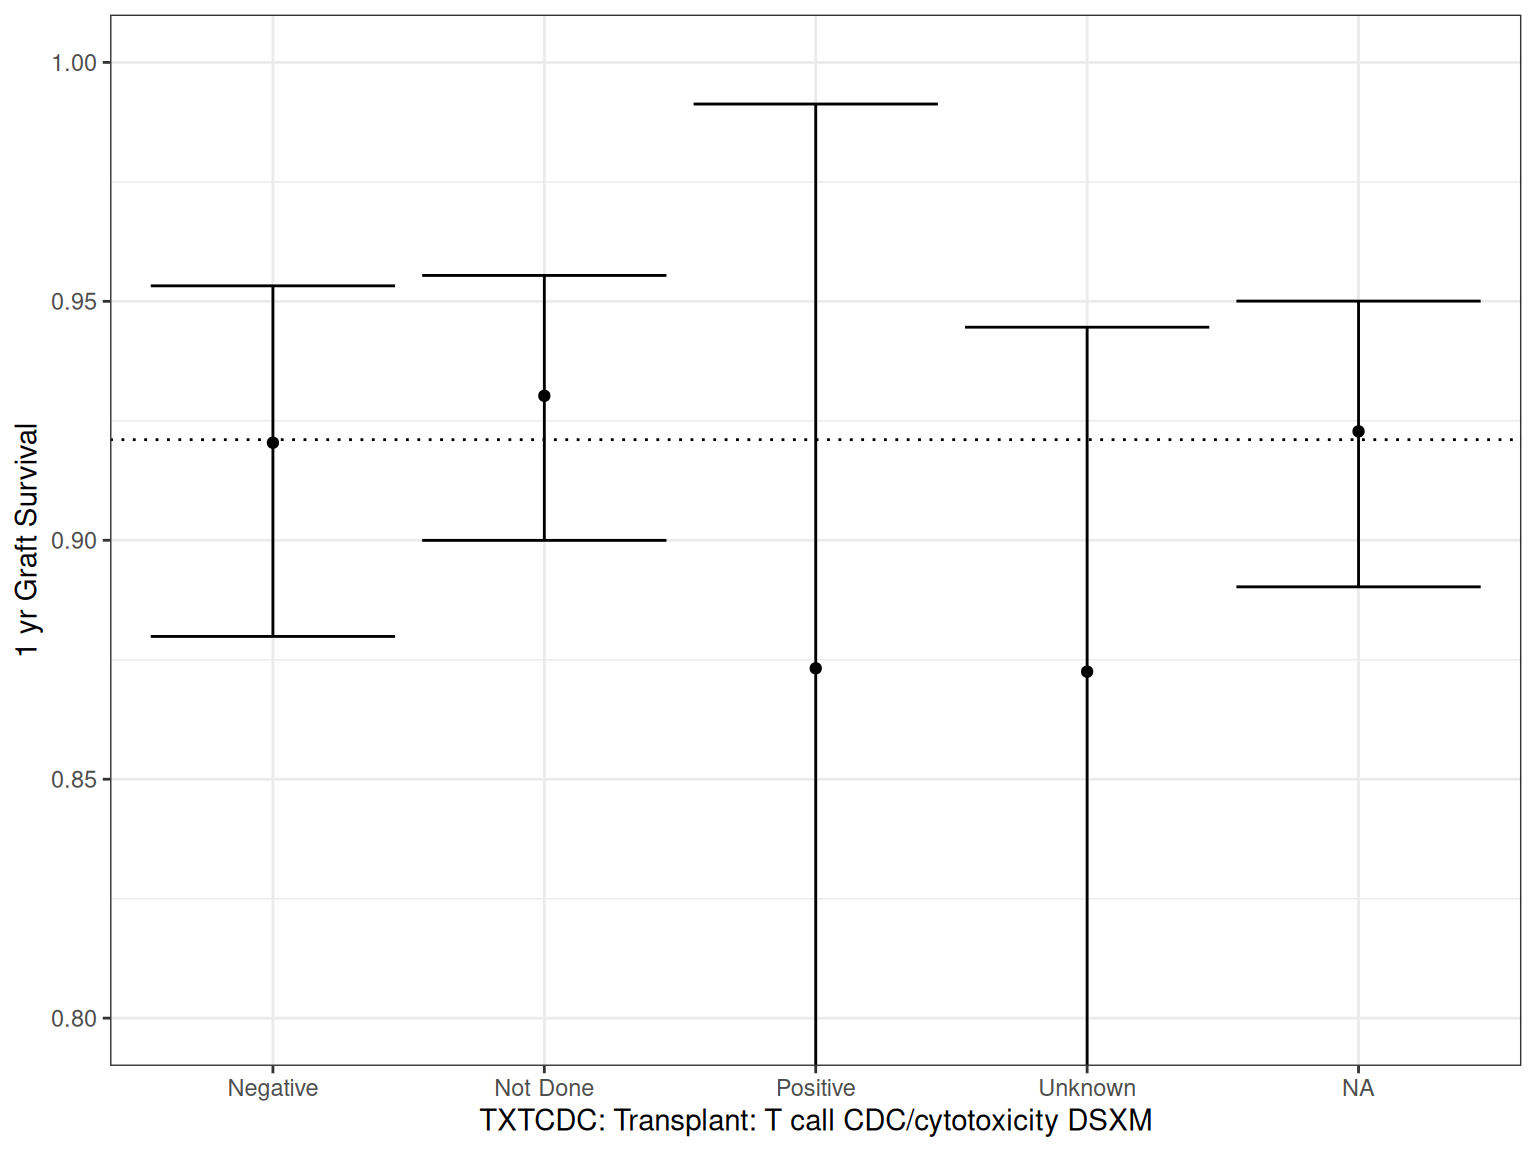 1.00
0.95
0.90
0.85
0.80
1 yr Graft Survival
Negative Not Done Positive Unknown NA
TXTCDC: Transplant: T call CDC/cytotoxicity DSXM